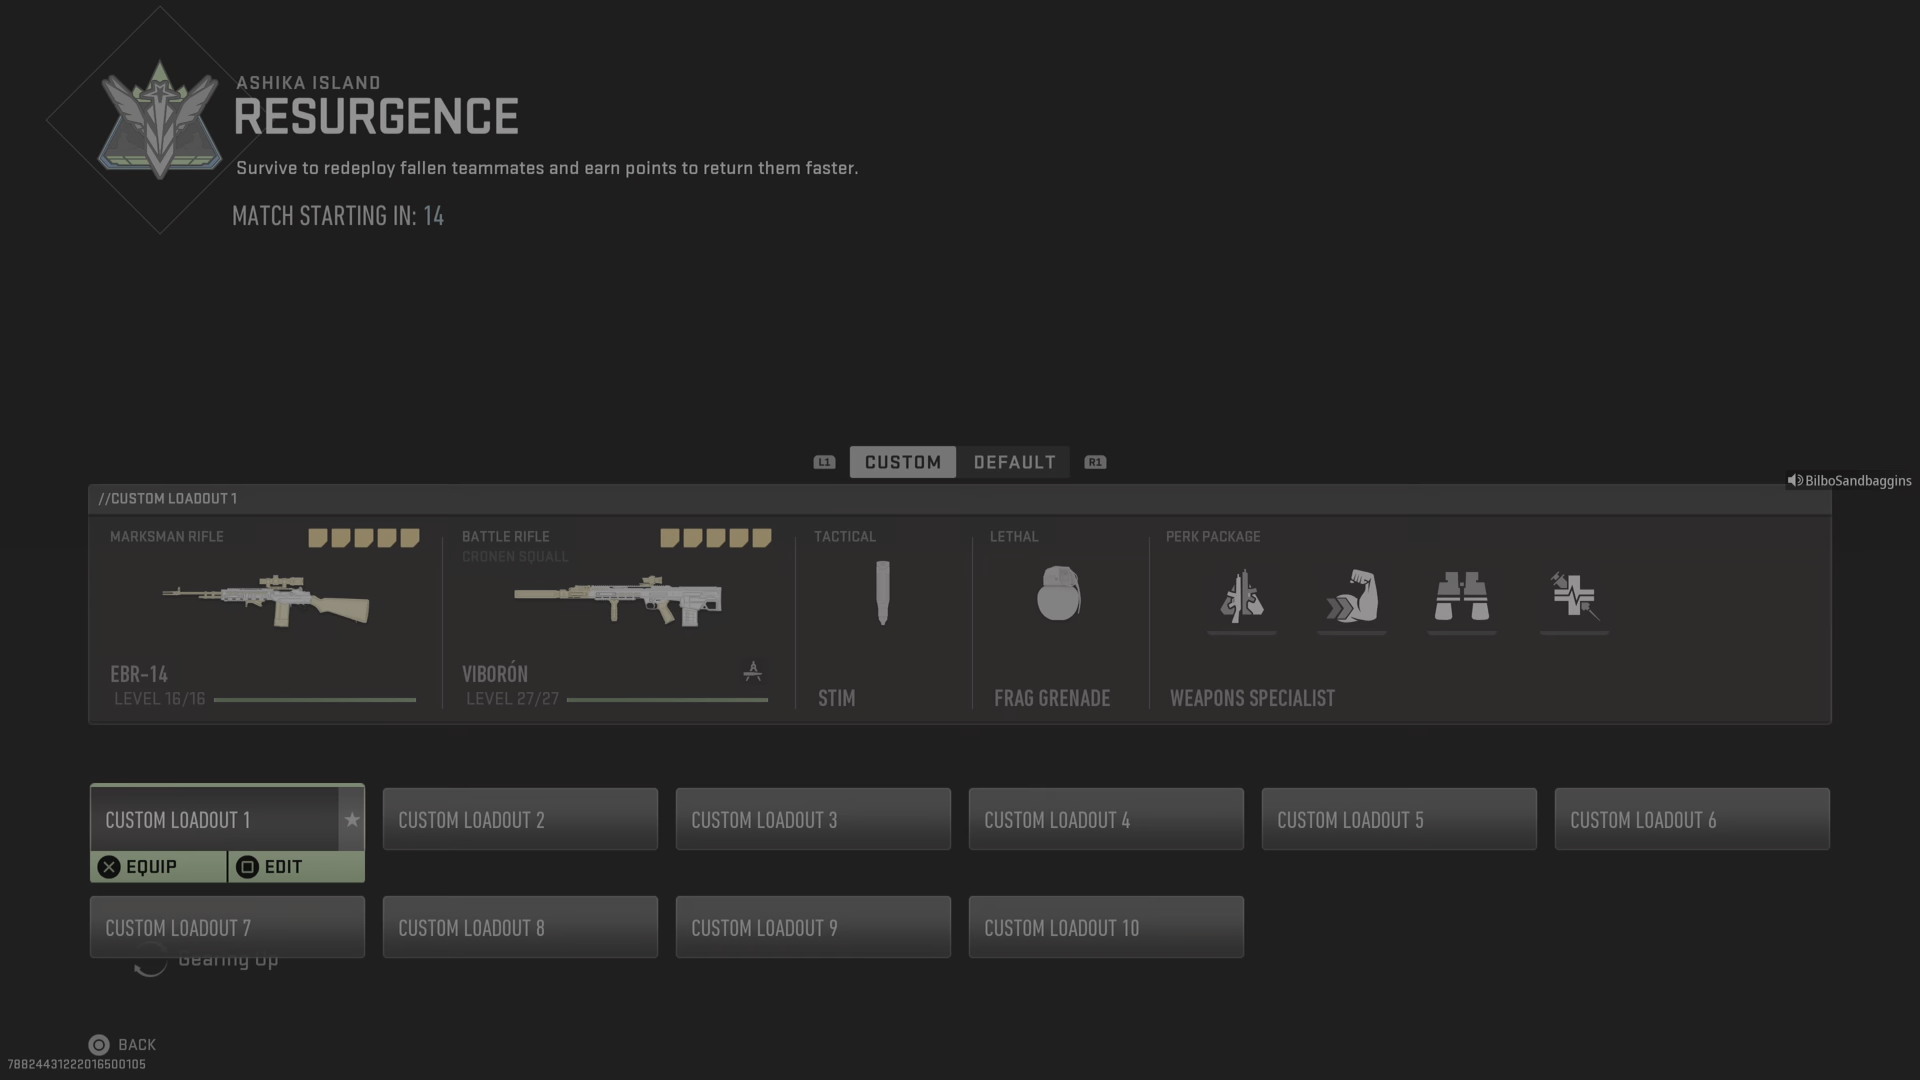 ASHIKA ISLAND
RESURGENCE
Survive to redeploy fallen teammates and earn points to return them faster.
MATCH STARTING IN: 14
L1 CUSTOM DEFAULT R1
BilboSandbaggins
//CUSTOM LOADOUT 1
MARKSMAN RIFLE
EBR-14
LEVEL 16/16
BATTLE RIFLE
CRONEN SQUALL
VIBORÓN
LEVEL 27/27
TACTICAL
STIM
LETHAL
FRAG GRENADE
PERK PACKAGE
WEAPONS SPECIALIST
CUSTOM LOADOUT 1
EQUIP EDIT
CUSTOM LOADOUT 2
CUSTOM LOADOUT 3
CUSTOM LOADOUT 4
CUSTOM LOADOUT 5
CUSTOM LOADOUT 6
CUSTOM LOADOUT 7
CUSTOM LOADOUT 8
CUSTOM LOADOUT 9
CUSTOM LOADOUT 10
Gearing Up
BACK
78824431222016500105